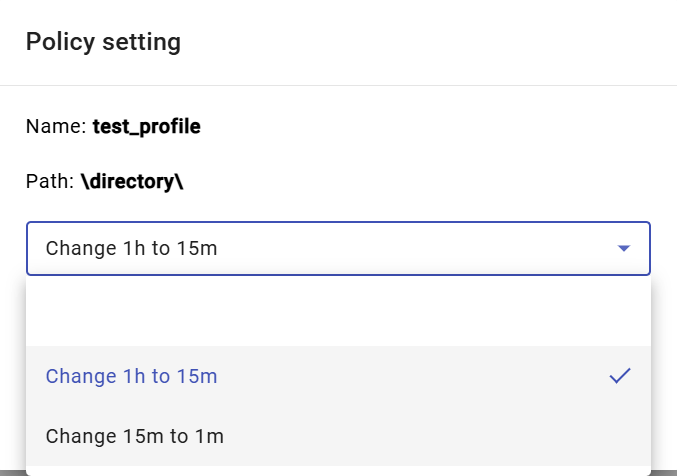 Policy setting
Name: test_profile
Path: \directory\
Change 1h to 15m
Change 1h to 15m
Change 15m to 1m